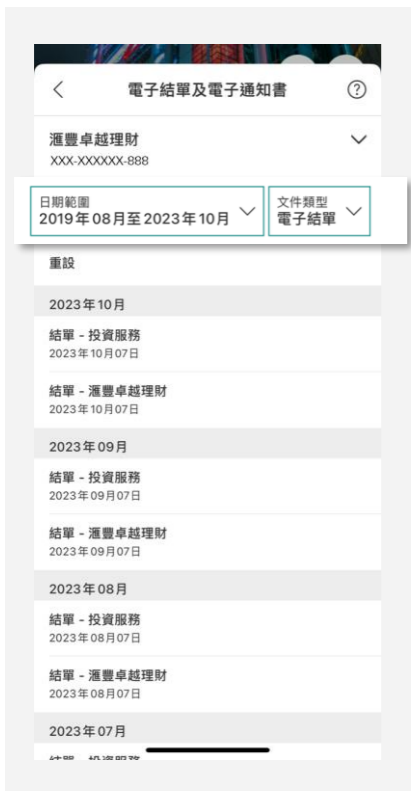 電子結單及電子通知書
滙豐卓越理財
XXX-XXXXXX-888
日期範圍 文件類型
2019年08月至2023年10月 電子結單
重設
2023年10月
結單 - 投資服務
2023年10月07日
結單 - 滙豐卓越理財
2023年10月07日
2023年09月
結單 - 投資服務
2023年09月07日
結單 - 滙豐卓越理財
2023年09月07日
2023年08月
結單 - 投資服務
2023年08月07日
結單 - 滙豐卓越理財
2023年08月07日
2023年07月